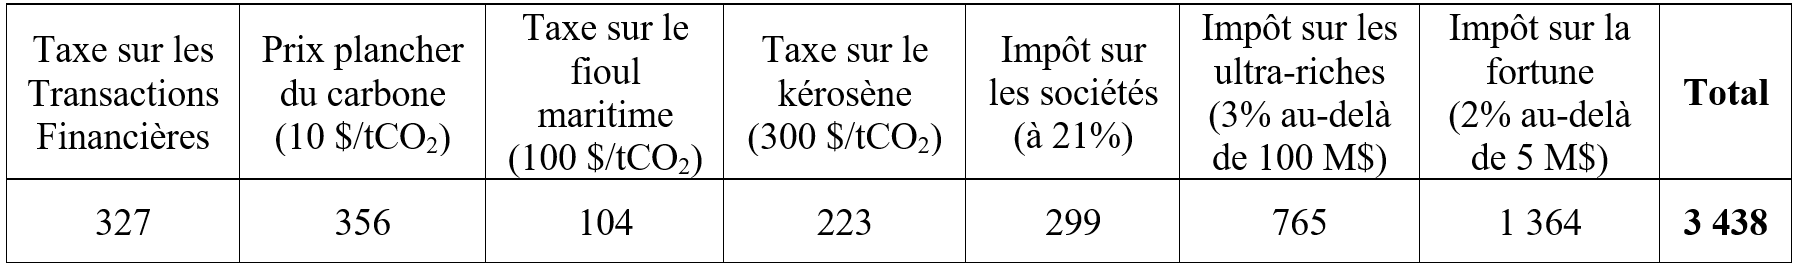 Taxe sur les
Transactions
Financières
Prix plancher
du carbone
(10 $/tCO₂)
Taxe sur le
fioul
maritime
(100 $/tCO₂)
Taxe sur le
kérosène
(300 $/tCO₂)
Impôt sur
les sociétés
(à 21%)
Impôt sur les
ultra-riches
(3% au-delà
de 100 M$)
Impôt sur la
fortune
(2% au-delà
de 5 M$)
Total
327
356
104
223
299
765
1 364
3 438